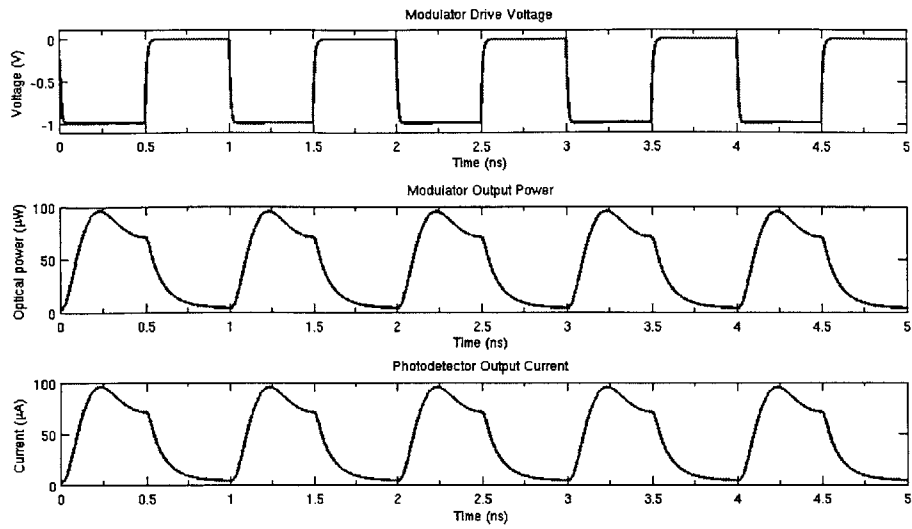 Modulator Drive Voltage
Voltage (V)
0
-0.5
-1
0 0.5 1 1.5 2 2.5 3 3.5 4 4.5 5
Time (ns)
Modulator Output Power
Optical power (µW)
100
50
0
0 0.5 1 1.5 2 2.5 3 3.5 4 4.5 5
Time (ns)
Photodetector Output Current
Current (µA)
100
50
0
0 0.5 1 1.5 2 2.5 3 3.5 4 4.5 5
Time (ns)